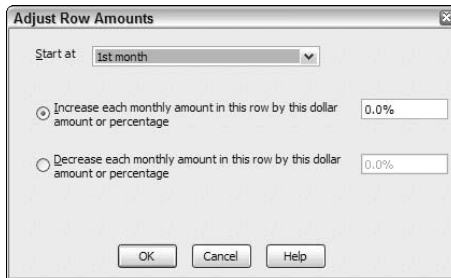 Adjust Row Amounts
Start at
1st month
Increase each monthly amount in this row by this dollar
amount or percentage
0.0%
Decrease each monthly amount in this row by this dollar
amount or percentage
0.0%
OK
Cancel
Help